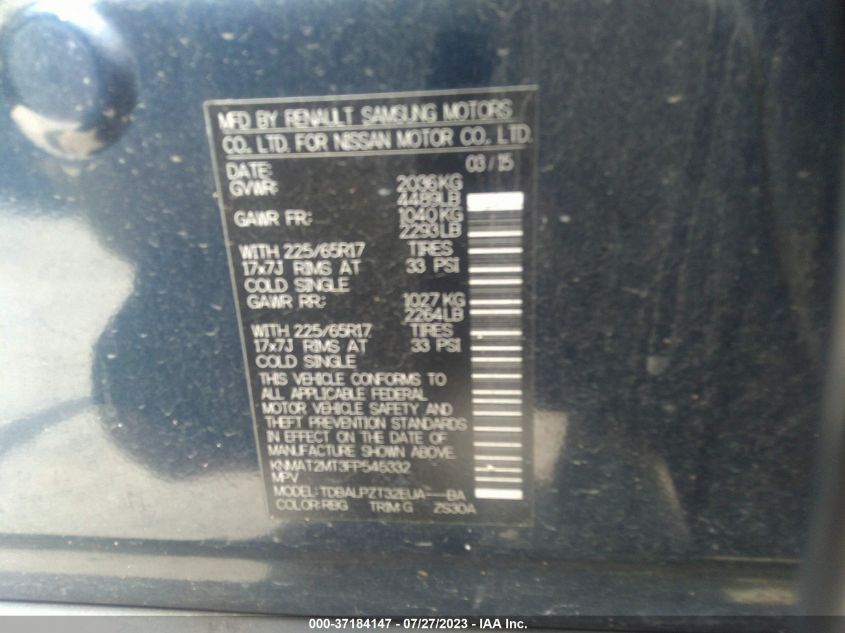 MFD BY RENAULT SAMSUNG MOTORS
CO., LTD. FOR NISSAN MOTOR CO., LTD.
DATE: 03/15
GVWR: 2036KG
4489LB
GAWR FR: 1040KG
2293LB
WITH 225/65R17 TIRES
17x7J RIMS AT 33 PSI
COLD SINGLE
GAWR RR: 1027KG
2264LB
WITH 225/65R17 TIRES
17x7J RIMS AT 33 PSI
COLD SINGLE
THIS VEHICLE CONFORMS TO
ALL APPLICABLE FEDERAL
MOTOR VEHICLE SAFETY AND
THEFT PREVENTION STANDARDS
IN EFFECT ON THE DATE OF
MANUFACTURE SHOWN ABOVE.
KNMAT2MT3FP545332
MPV
MODEL: TDBALPZT32EUA---BA
COLOR: RBG TRIM: G ZS30A
000-37184147 - 07/27/2023 - IAA Inc.